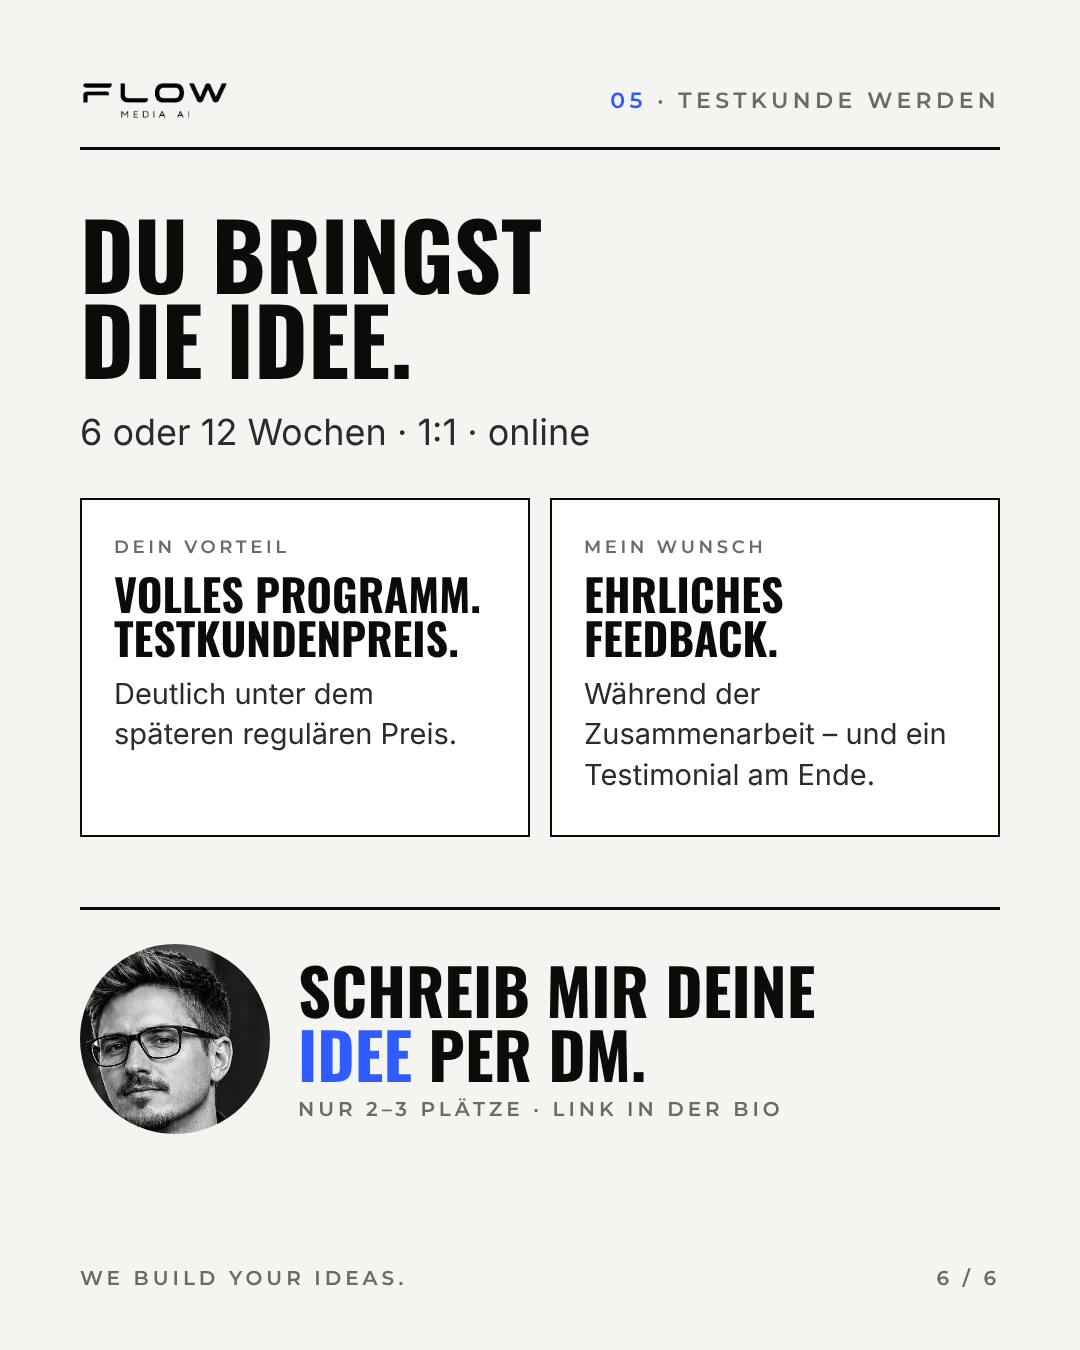 FLOW
MEDIA AI
05 · TESTKUNDE WERDEN
DU BRINGST
DIE IDEE.
6 oder 12 Wochen · 1:1 · online
DEIN VORTEIL
VOLLES PROGRAMM.
TESTKUNDENPREIS.
Deutlich unter dem
späteren regulären Preis.
MEIN WUNSCH
EHRLICHES
FEEDBACK.
Während der
Zusammenarbeit – und ein
Testimonial am Ende.
SCHREIB MIR DEINE
IDEE PER DM.
NUR 2–3 PLÄTZE · LINK IN DER BIO
WE BUILD YOUR IDEAS.
6 / 6